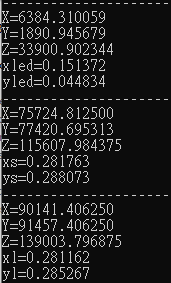 ------------------------
X=6384.310059
Y=1890.945679
Z=33900.902344
xled=0.151372
yled=0.044834
------------------------
X=75724.812500
Y=77420.695313
Z=115607.984375
xs=0.281763
ys=0.288073
------------------------
X=90141.406250
Y=91457.406250
Z=139003.796875
xl=0.281162
yl=0.285267